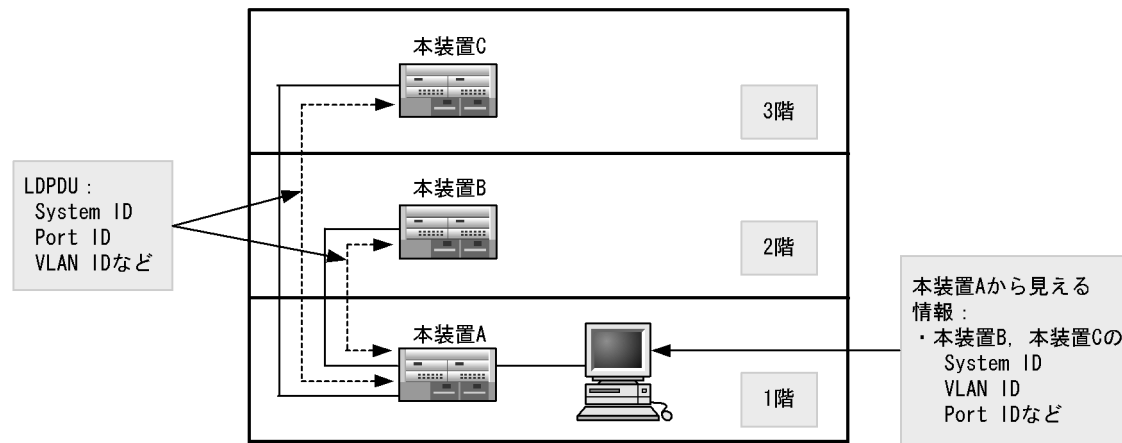 本装置C
3階
LDPDU：
System ID
Port ID
VLAN IDなど
本装置B
2階
本装置A
1階
本装置Aから見える
情報：
・本装置B，本装置Cの
System ID
VLAN ID
Port IDなど